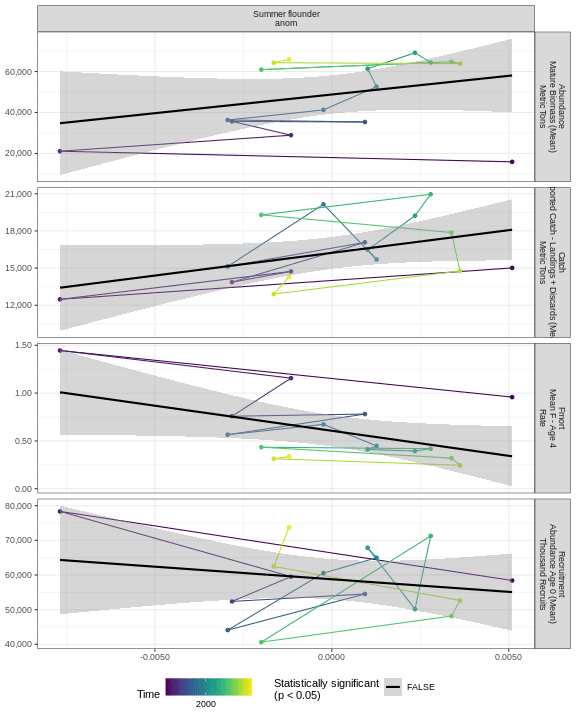 Summer flounder
anom
60,000
40,000
20,000
Abundance
Mature Biomass (Mean)
Metric Tons
21,000
18,000
15,000
12,000
Catch
ported Catch - Landings + Discards (Me
Metric Tons
1.50
1.00
0.50
0.00
Fmort
Mean F - Age 4
Rate
80,000
70,000
60,000
50,000
40,000
Recruitment
Abundance Age 0 (Mean)
Thousand Recruits
-0.0050
0.0000
0.0050
Time
2000
Statistically significant
(p < 0.05)
FALSE